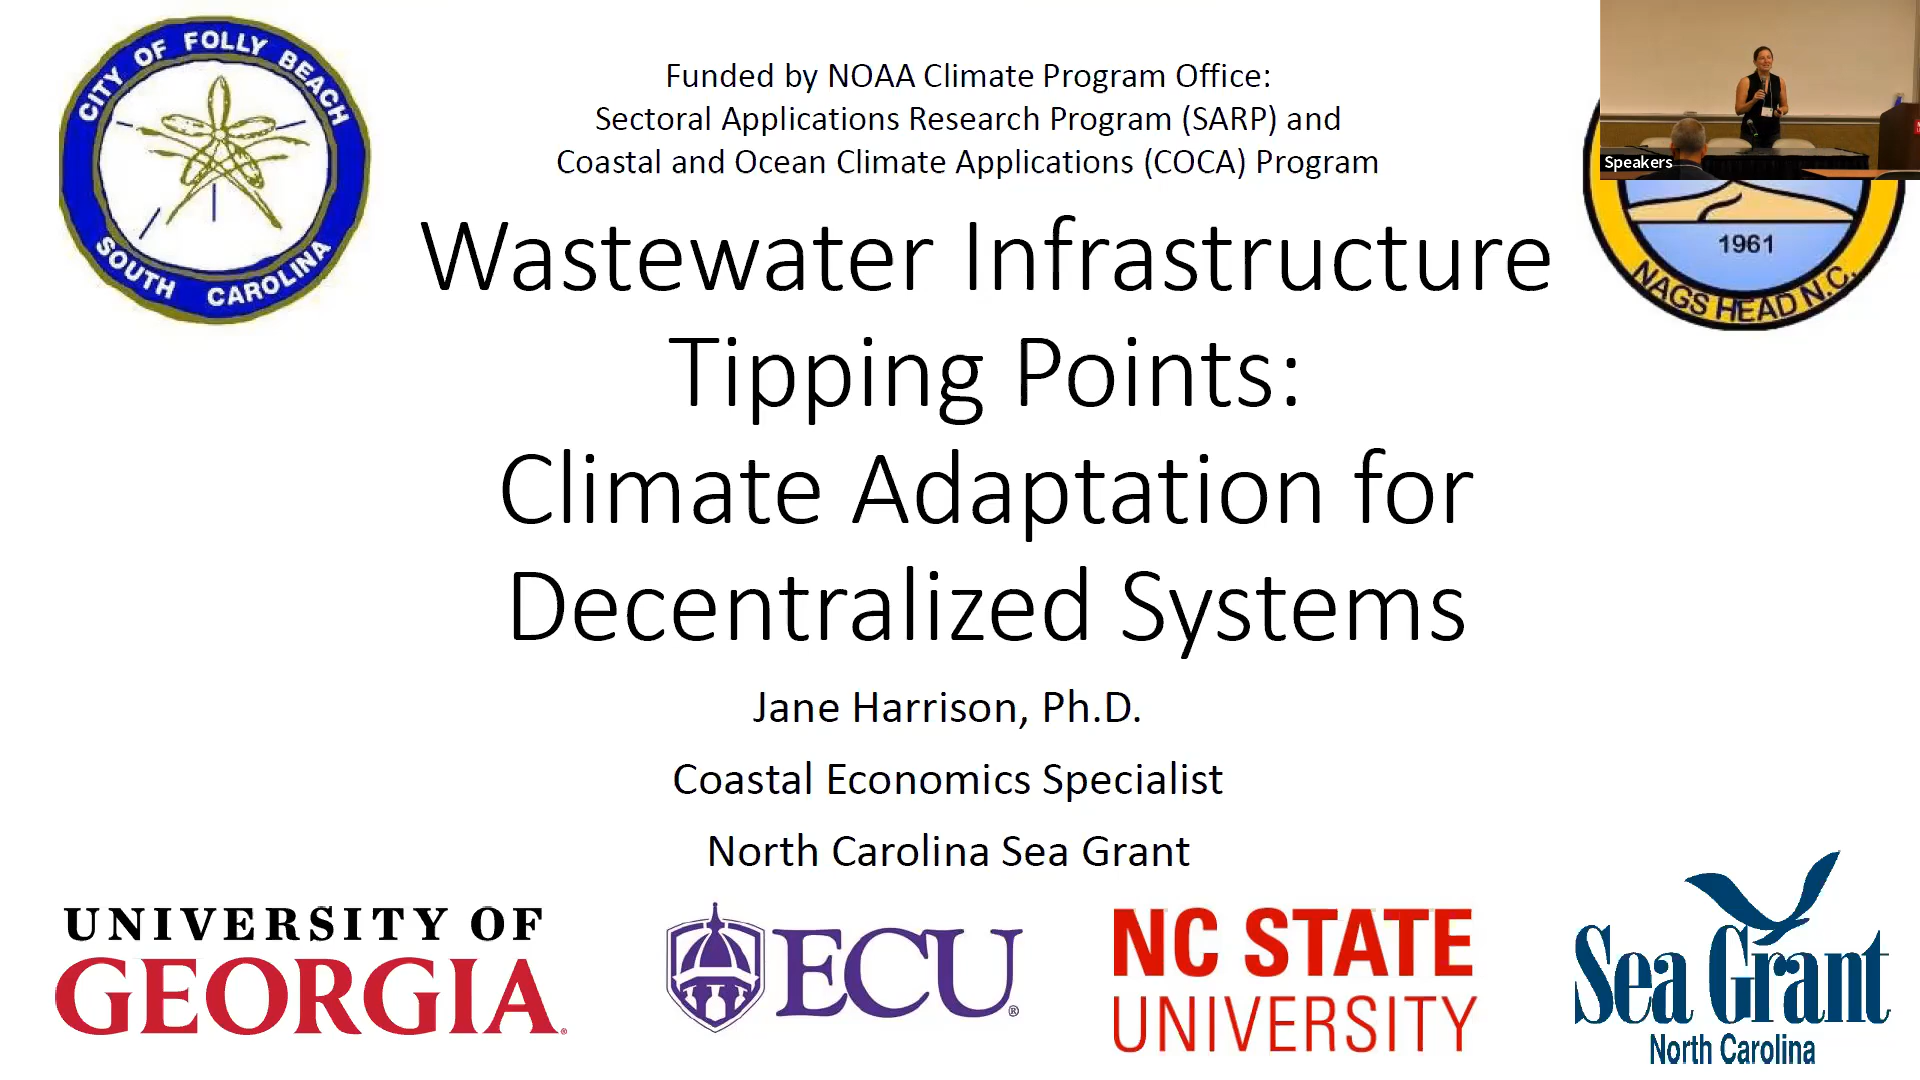 CITY OF FOLLY BEACH
SOUTH CAROLINA
Funded by NOAA Climate Program Office:
Sectoral Applications Research Program (SARP) and
Coastal and Ocean Climate Applications (COCA) Program
Speakers
1961
NAGS HEAD N.C.
Wastewater Infrastructure
Tipping Points:
Climate Adaptation for
Decentralized Systems
Jane Harrison, Ph.D.
Coastal Economics Specialist
North Carolina Sea Grant
UNIVERSITY OF
GEORGIA®
ECU®
NC STATE
UNIVERSITY
Sea Grant
North Carolina